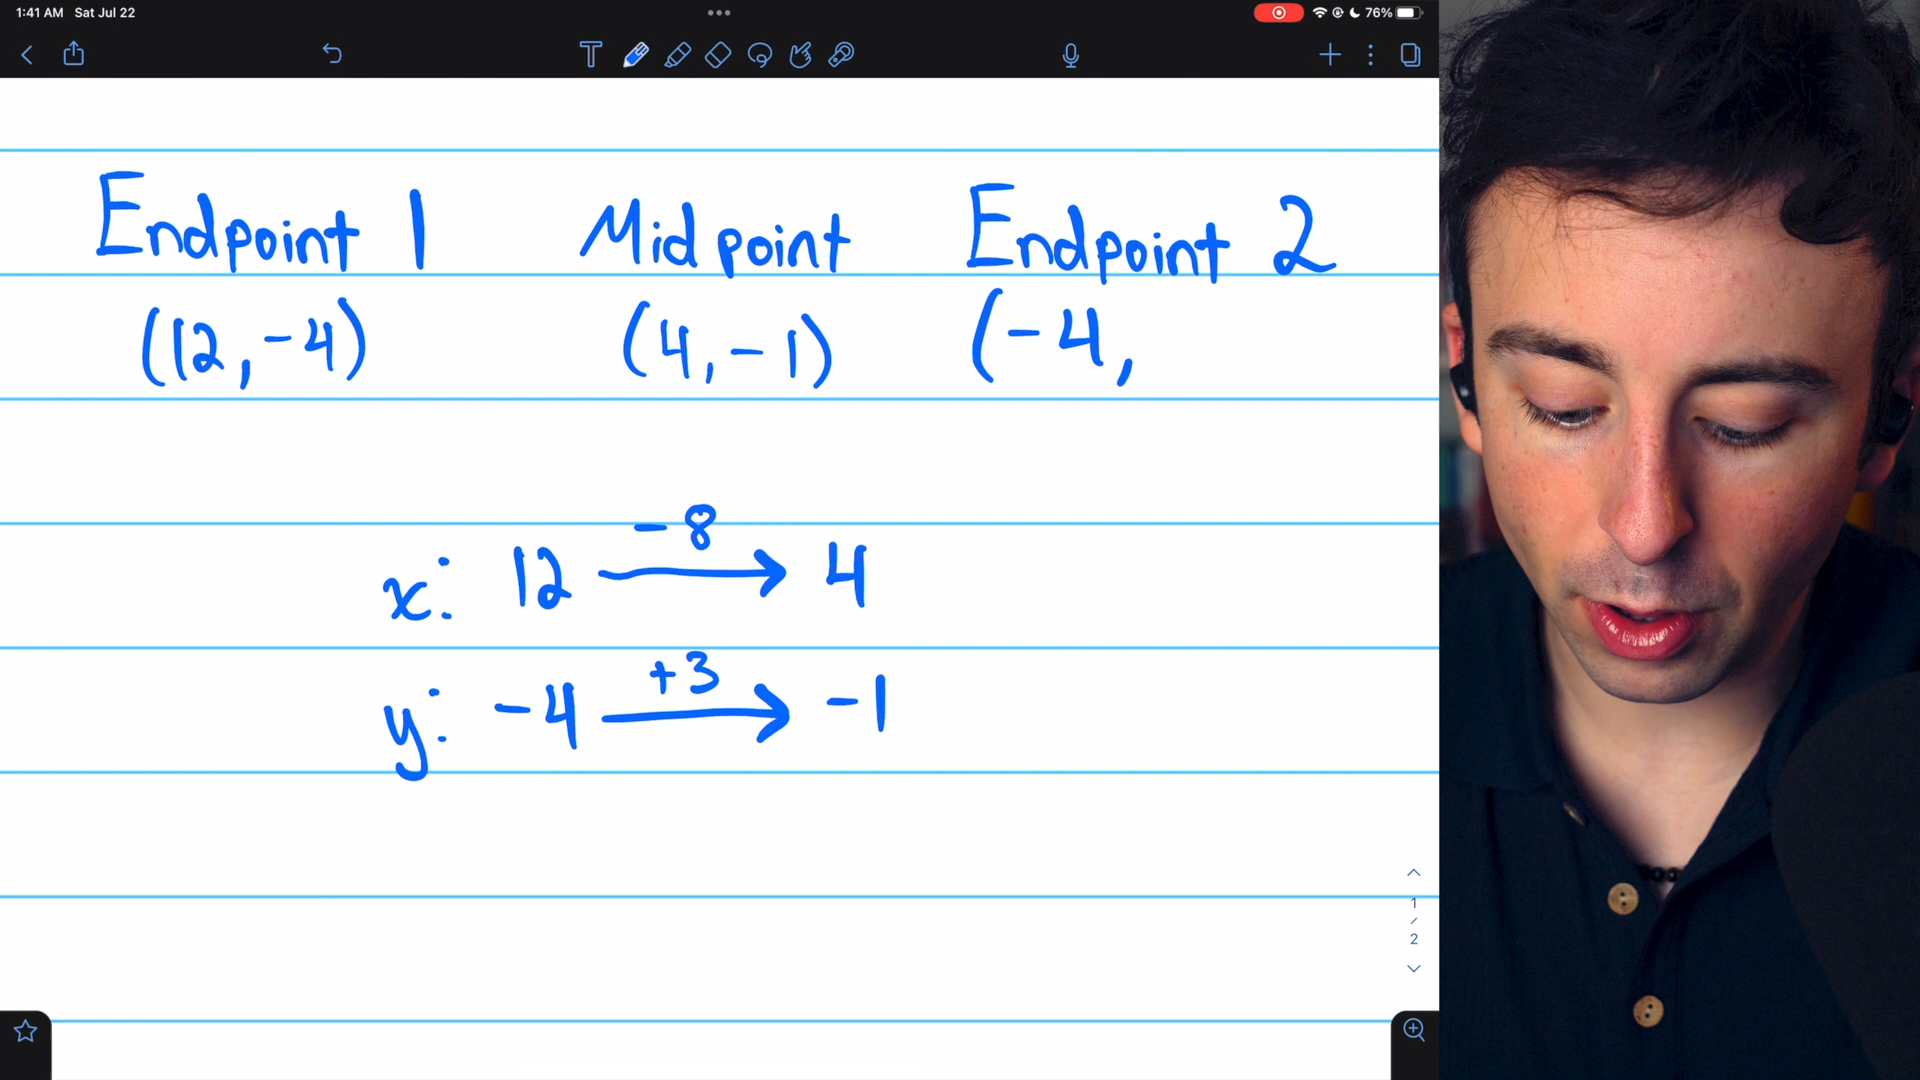 1:41 AM Sat Jul 22
76%
Endpoint 1 Midpoint Endpoint 2
(12, -4) (4, -1) (-4,
-8
x: 12 → 4
+3
y: -4 → -1
1
/
2